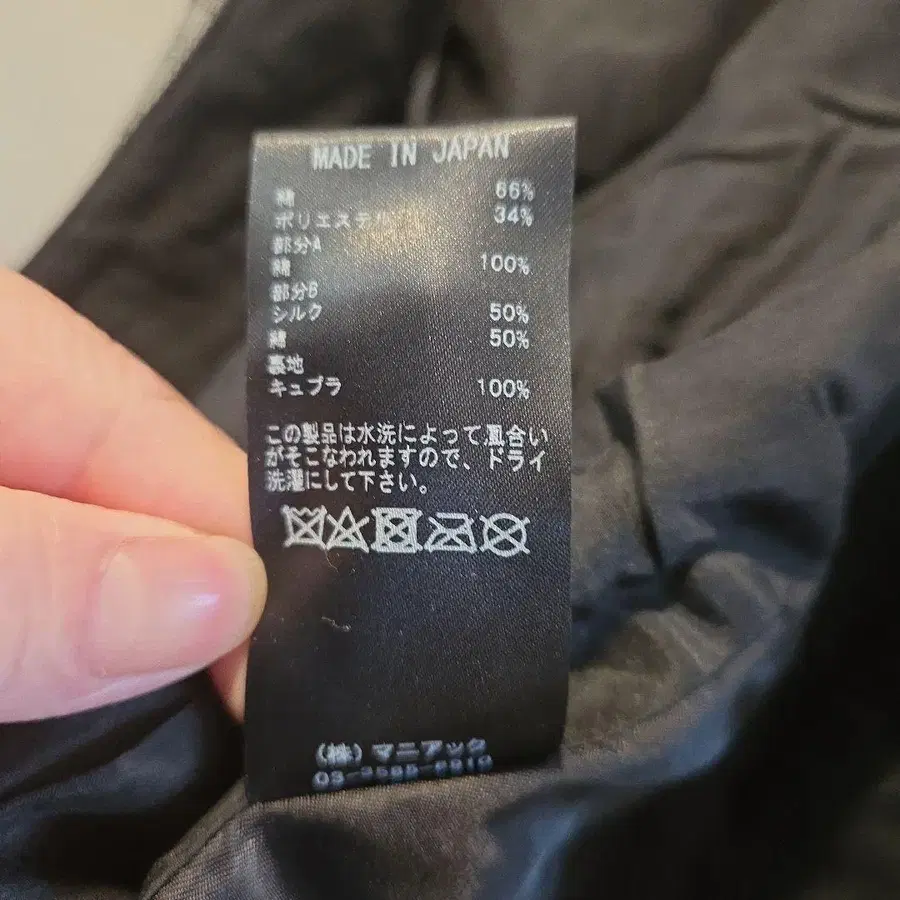 MADE IN JAPAN
綿 66%
ポリエステル 34%
部分A
綿 100%
部分B
シルク 50%
綿 50%
裏地
キュプラ 100%
この製品は水洗によって風合い
がそこなわれますので、ドライ
洗濯にして下さい。
(株)マニアック